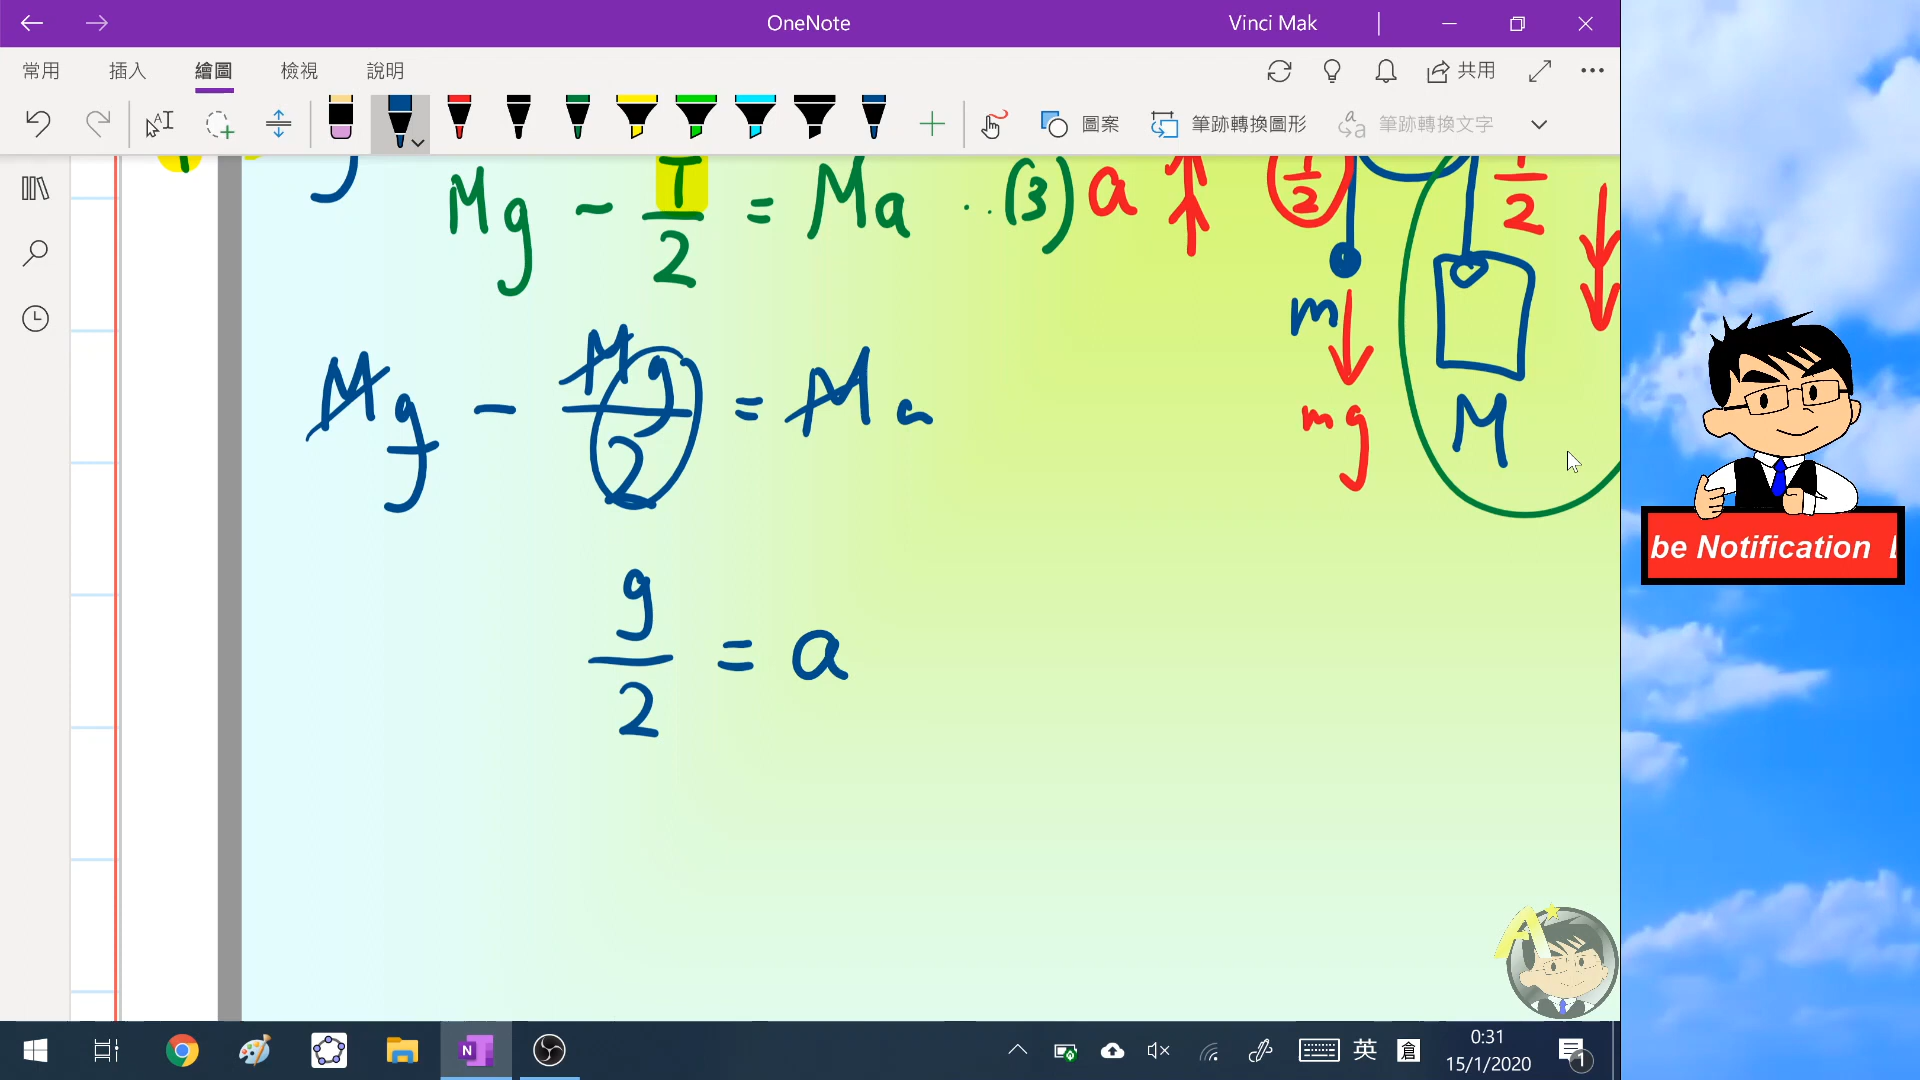 OneNote
Vinci Mak
常用 插入 繪圖 檢視 說明
共用
圖案 筆跡轉換圖形 筆跡轉換文字
Mg - T/2 = Ma ..(3)
a
1/2
1/2
m
mg
M
Mg - Mg/2 = Ma
g/2 = a
be Notification
A
英 倉
0:31
15/1/2020
1